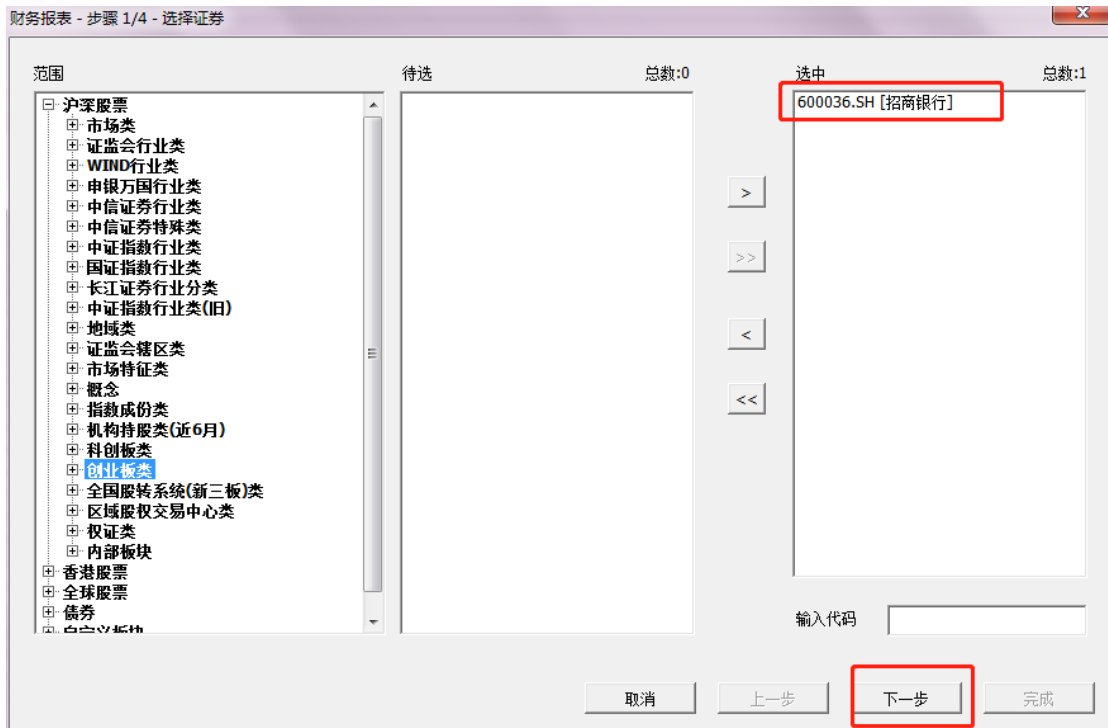 财务报表 - 步骤 1/4 - 选择证券
范围
待选 总数:0
选中 总数:1
沪深股票
市场类
证监会行业类
WIND行业类
申银万国行业类
中信证券行业类
中信证券特殊类
中证指数行业类
国证指数行业类
长江证券行业分类
中证指数行业类(旧)
地域类
证监会辖区类
市场特征类
概念
指数成份类
机构持股类(近6月)
科创板类
创业板类
全国股转系统(新三板)类
区域股权交易中心类
权证类
内部板块
香港股票
全球股票
债券
自定义板块
600036.SH [招商银行]
>
>>
<
<<
输入代码
取消 上一步 下一步 完成